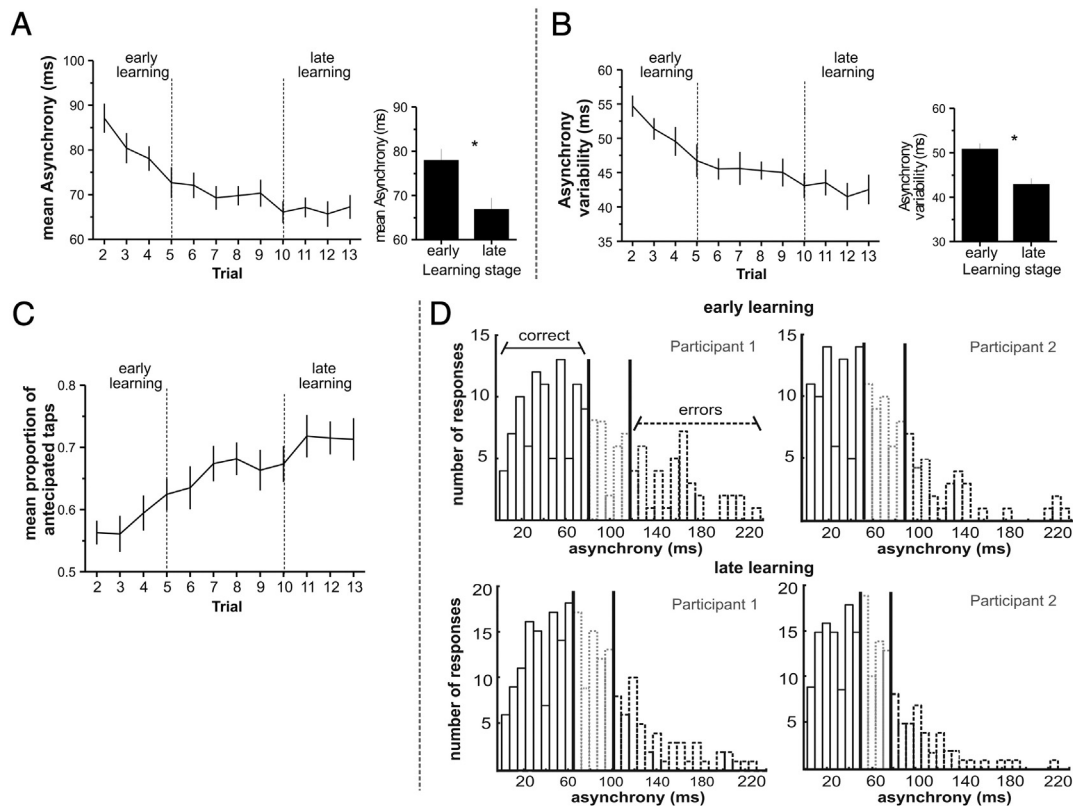 A
mean Asynchrony (ms)
100
90
80
70
60
early
learning
late
learning
2 3 4 5 6 7 8 9 10 11 12 13
Trial
mean Asynchrony (ms)
90
80
70
60
*
early late
Learning stage
B
Asynchrony
variability (ms)
60
55
50
45
40
35
early
learning
late
learning
2 3 4 5 6 7 8 9 10 11 12 13
Trial
Asynchrony
variability (ms)
60
50
40
30
*
early late
Learning stage
C
mean proportion of
antecipated taps
0.8
0.7
0.6
0.5
early
learning
late
learning
2 3 4 5 6 7 8 9 10 11 12 13
Trial
D
early learning
number of responses
15
10
5
correct
Participant 1
errors
20 60 100 140 180 220
asynchrony (ms)
15
10
5
Participant 2
20 60 100 140 180 220
asynchrony (ms)
late learning
number of responses
20
15
10
5
Participant 1
20 60 100 140 180 220
asynchrony (ms)
20
15
10
5
Participant 2
20 60 100 140 180 220
asynchrony (ms)